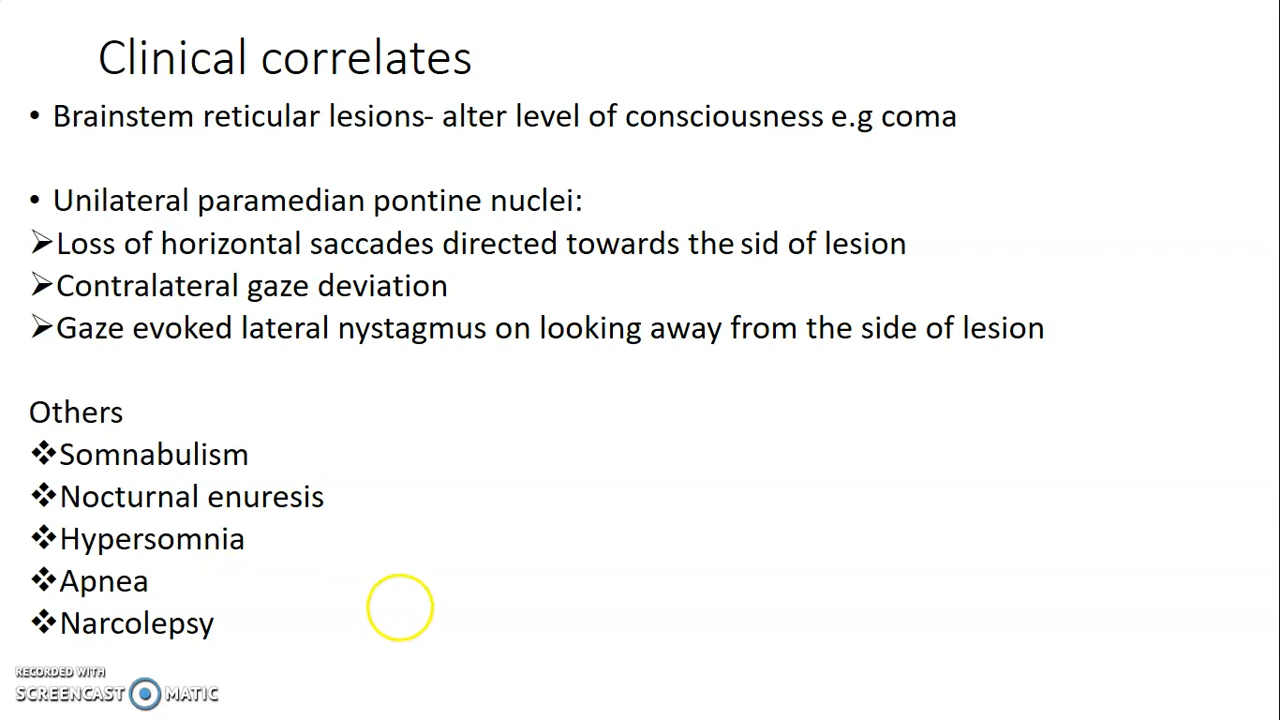 Clinical correlates
• Brainstem reticular lesions- alter level of consciousness e.g coma
• Unilateral paramedian pontine nuclei:
➢Loss of horizontal saccades directed towards the sid of lesion
➢Contralateral gaze deviation
➢Gaze evoked lateral nystagmus on looking away from the side of lesion
Others
❖Somnabulism
❖Nocturnal enuresis
❖Hypersomnia
❖Apnea
❖Narcolepsy
RECORDED WITH
SCREENCAST MATIC